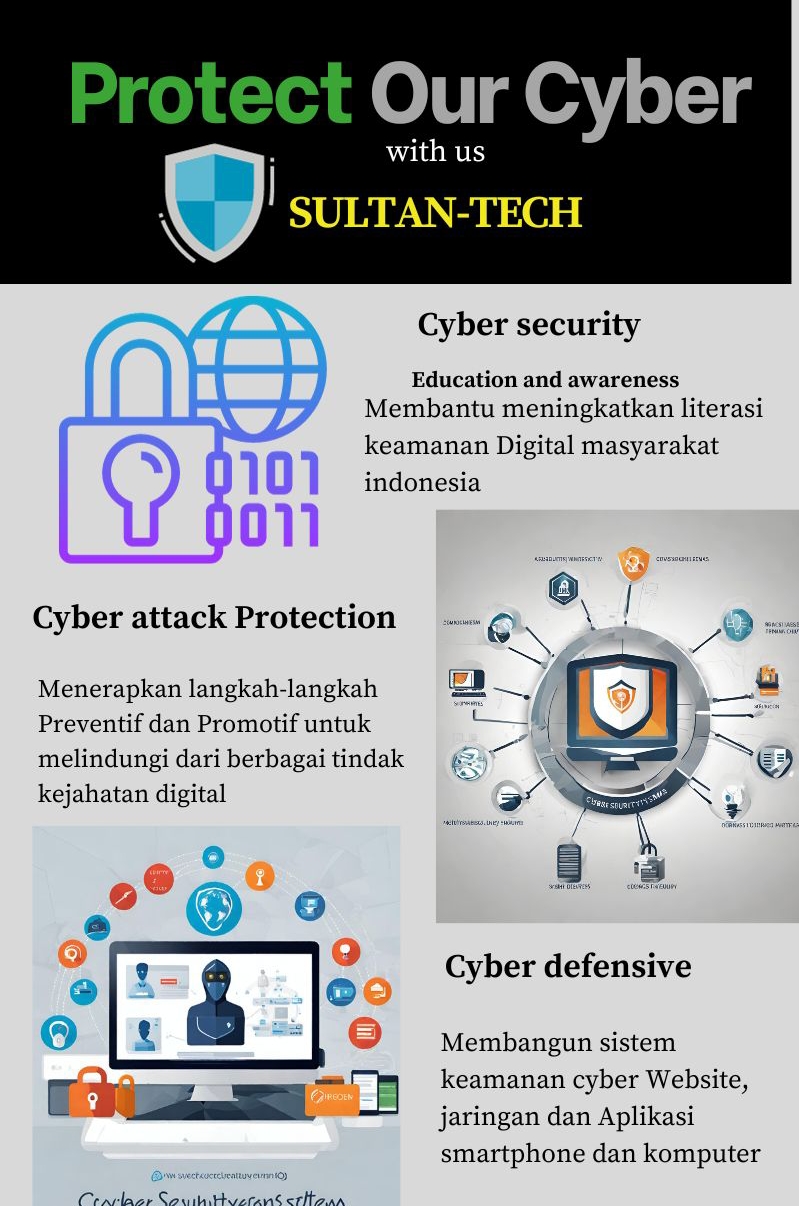 Protect Our Cyber
with us
SULTAN-TECH
Cyber security
Education and awareness
Membantu meningkatkan literasi
keamanan Digital masyarakat
indonesia
0101
0011
Cyber attack Protection
Menerapkan langkah-langkah
Preventif dan Promotif untuk
melindungi dari berbagai tindak
kejahatan digital
Cyber defensive
Membangun sistem
keamanan cyber Website,
jaringan dan Aplikasi
smartphone dan komputer